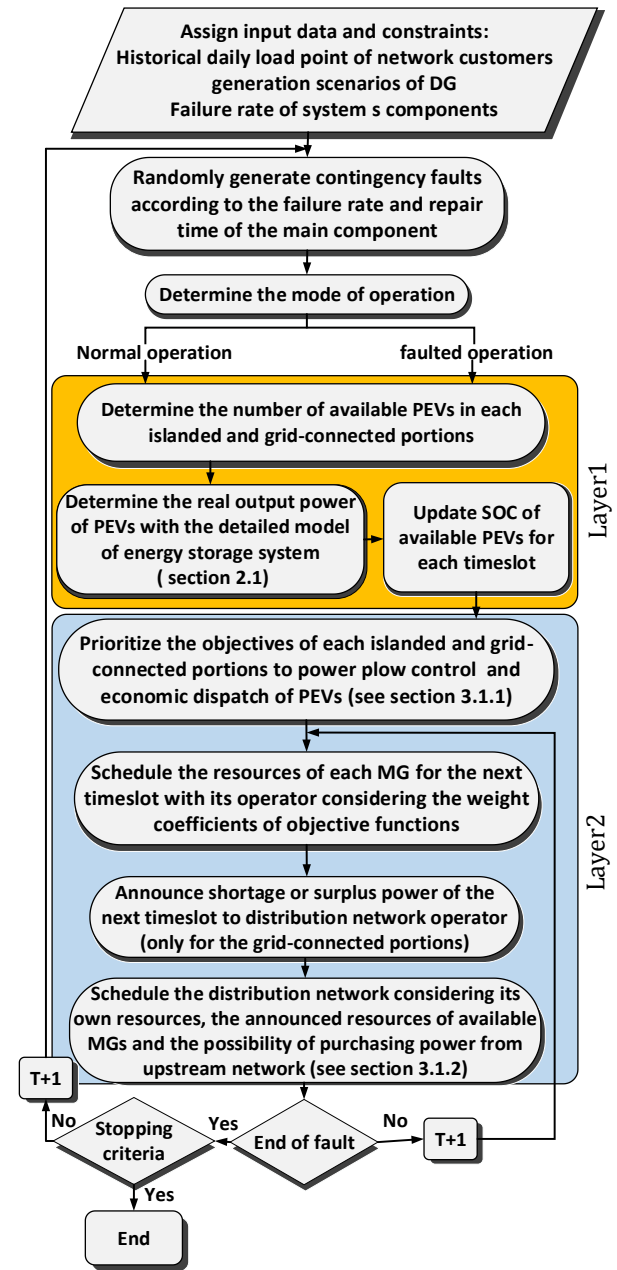 Assign input data and constraints:
Historical daily load point of network customers
generation scenarios of DG
Failure rate of system s components
Randomly generate contingency faults
according to the failure rate and repair
time of the main component
Determine the mode of operation
Normal operation
faulted operation
Determine the number of available PEVs in each
islanded and grid-connected portions
Determine the real output power
of PEVs with the detailed model
of energy storage system
( section 2.1)
Update SOC of
available PEVs for
each timeslot
Layer1
Prioritize the objectives of each islanded and grid-
connected portions to power plow control and
economic dispatch of PEVs (see section 3.1.1)
Schedule the resources of each MG for the next
timeslot with its operator considering the weight
coefficients of objective functions
Announce shortage or surplus power of the
next timeslot to distribution network operator
(only for the grid-connected portions)
Schedule the distribution network considering its
own resources, the announced resources of available
MGs and the possibility of purchasing power from
upstream network (see section 3.1.2)
Layer2
T+1
No
Stopping
criteria
Yes
End of fault
No
T+1
Yes
End